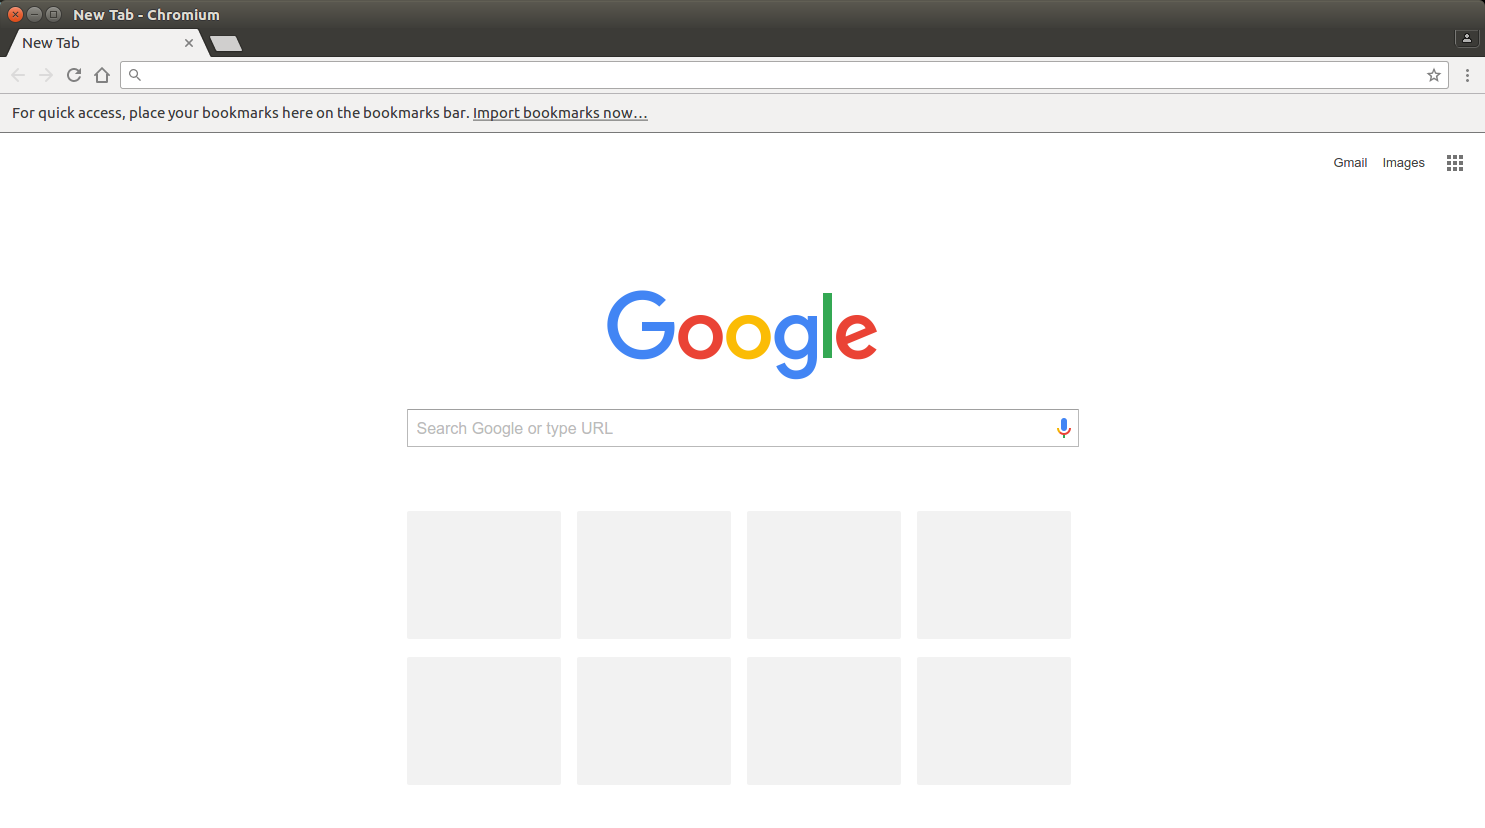 New Tab - Chromium
New Tab
For quick access, place your bookmarks here on the bookmarks bar. Import bookmarks now...
Gmail Images
Google
Search Google or type URL